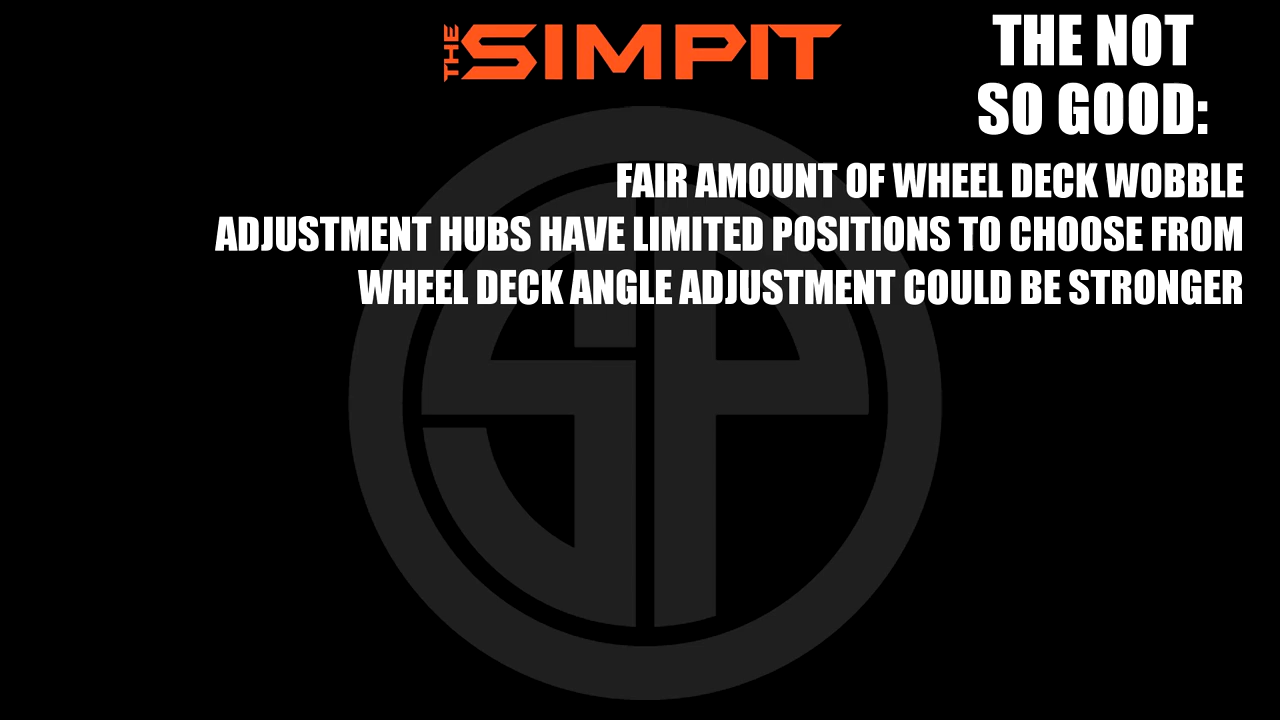 THE SIMPIT
THE NOT
SO GOOD:
FAIR AMOUNT OF WHEEL DECK WOBBLE
ADJUSTMENT HUBS HAVE LIMITED POSITIONS TO CHOOSE FROM
WHEEL DECK ANGLE ADJUSTMENT COULD BE STRONGER
SP